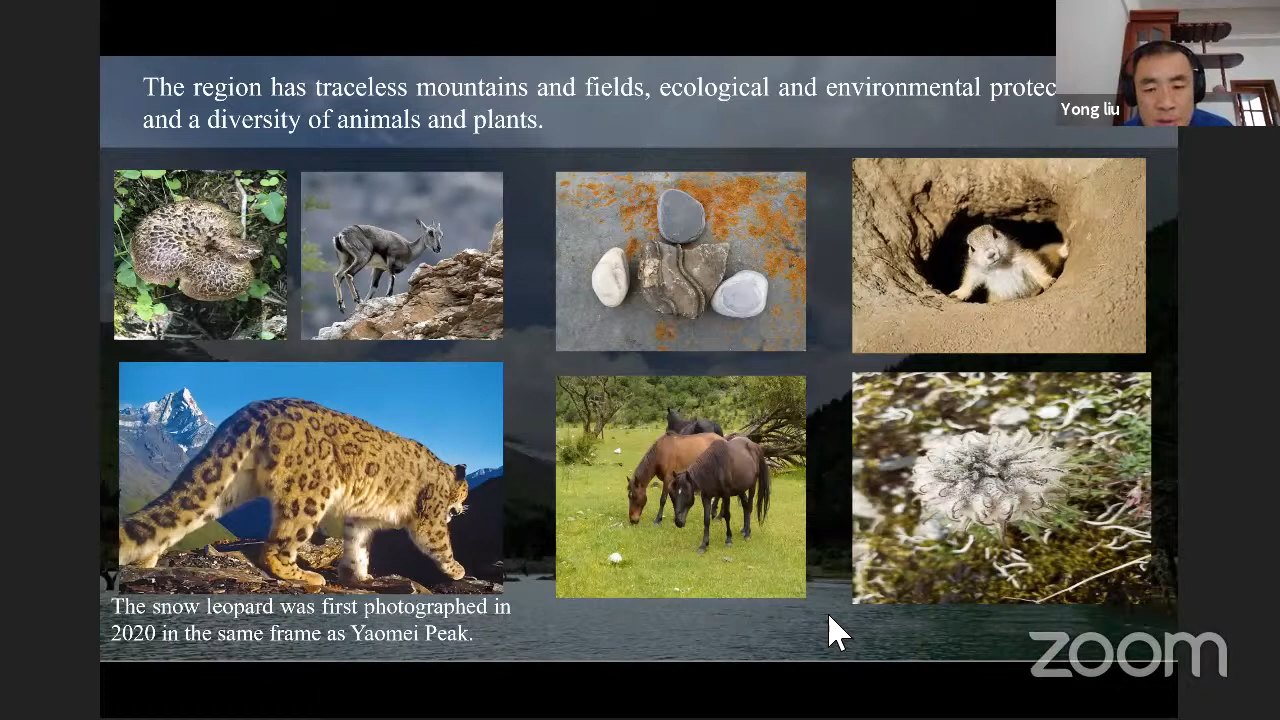 The region has traceless mountains and fields, ecological and environmental protec
and a diversity of animals and plants.
Yong liu
The snow leopard was first photographed in
2020 in the same frame as Yaomei Peak.
zoom